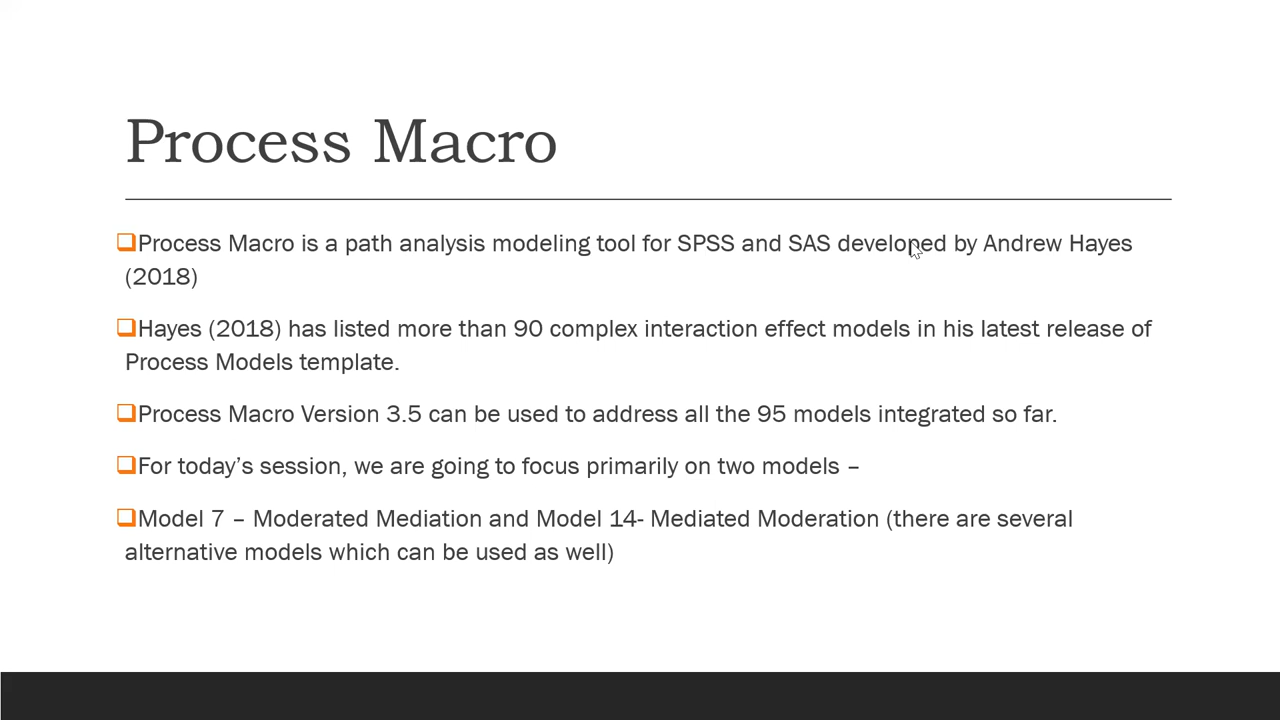 Process Macro
Process Macro is a path analysis modeling tool for SPSS and SAS developed by Andrew Hayes
(2018)
Hayes (2018) has listed more than 90 complex interaction effect models in his latest release of
Process Models template.
Process Macro Version 3.5 can be used to address all the 95 models integrated so far.
For today’s session, we are going to focus primarily on two models –
Model 7 – Moderated Mediation and Model 14- Mediated Moderation (there are several
alternative models which can be used as well)